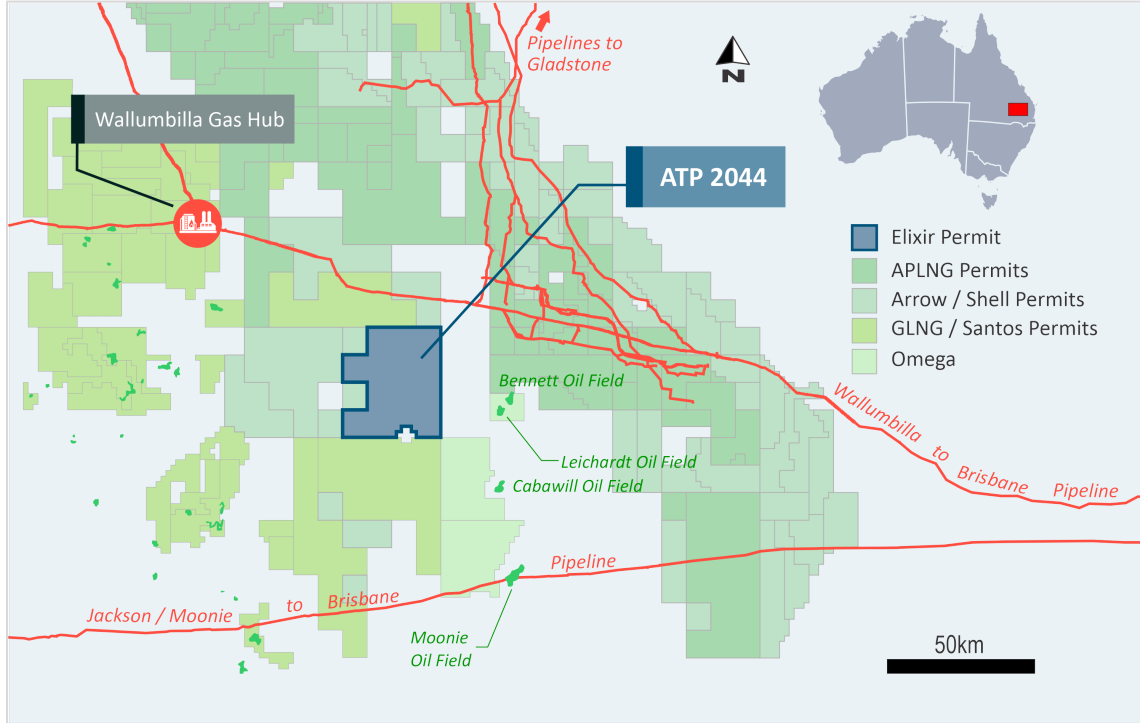 Pipelines to
Gladstone
N
Wallumbilla Gas Hub
ATP 2044
Elixir Permit
APLNG Permits
Arrow / Shell Permits
GLNG / Santos Permits
Omega
Bennett Oil Field
Leichardt Oil Field
Cabawill Oil Field
Wallumbilla to Brisbane Pipeline
Jackson / Moonie to Brisbane Pipeline
Moonie
Oil Field
50km